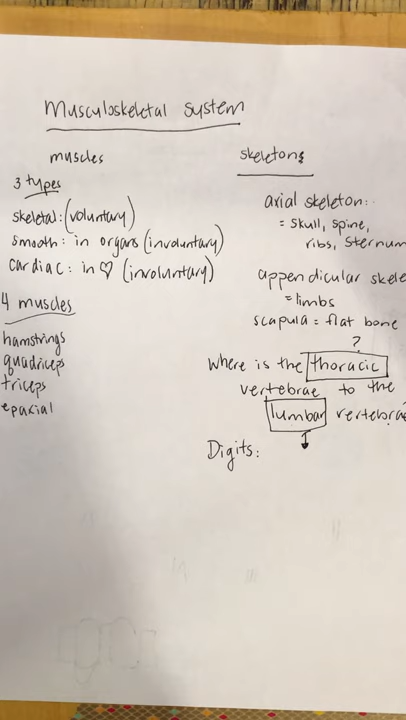 Musculoskeletal system
muscles
3 types
skeletal: (voluntary)
smooth: in organs (involuntary)
cardiac: in ♡ (involuntary)
4 muscles
hamstrings
quadriceps
triceps
epaxial
skeletons
axial skeleton:
= skull, spine,
ribs, sternum
appendicular skele
= limbs
scapula = flat bone
?
where is the thoracic
vertebrae to the
lumbar vertebrae
Digits: